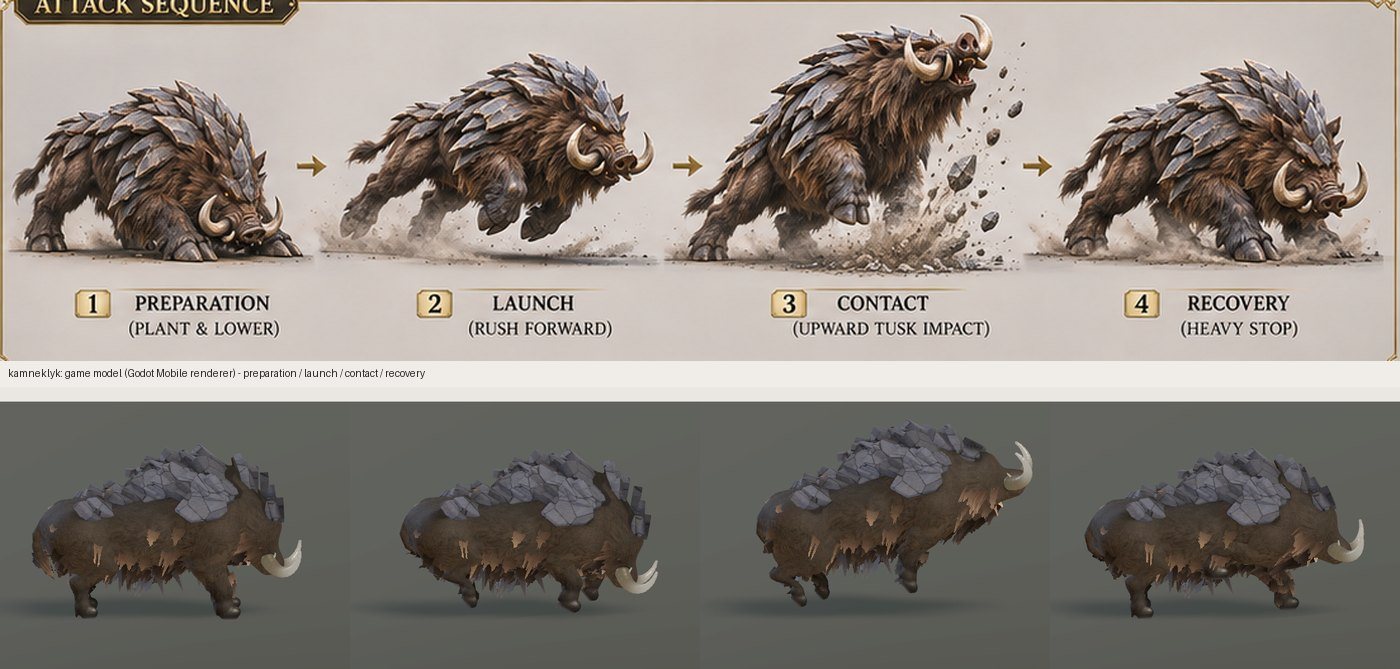 ATTACK SEQUENCE
1 PREPARATION
(PLANT & LOWER)
2 LAUNCH
(RUSH FORWARD)
3 CONTACT
(UPWARD TUSK IMPACT)
4 RECOVERY
(HEAVY STOP)
kamneklyk: game model (Godot Mobile renderer) - preparation / launch / contact / recovery